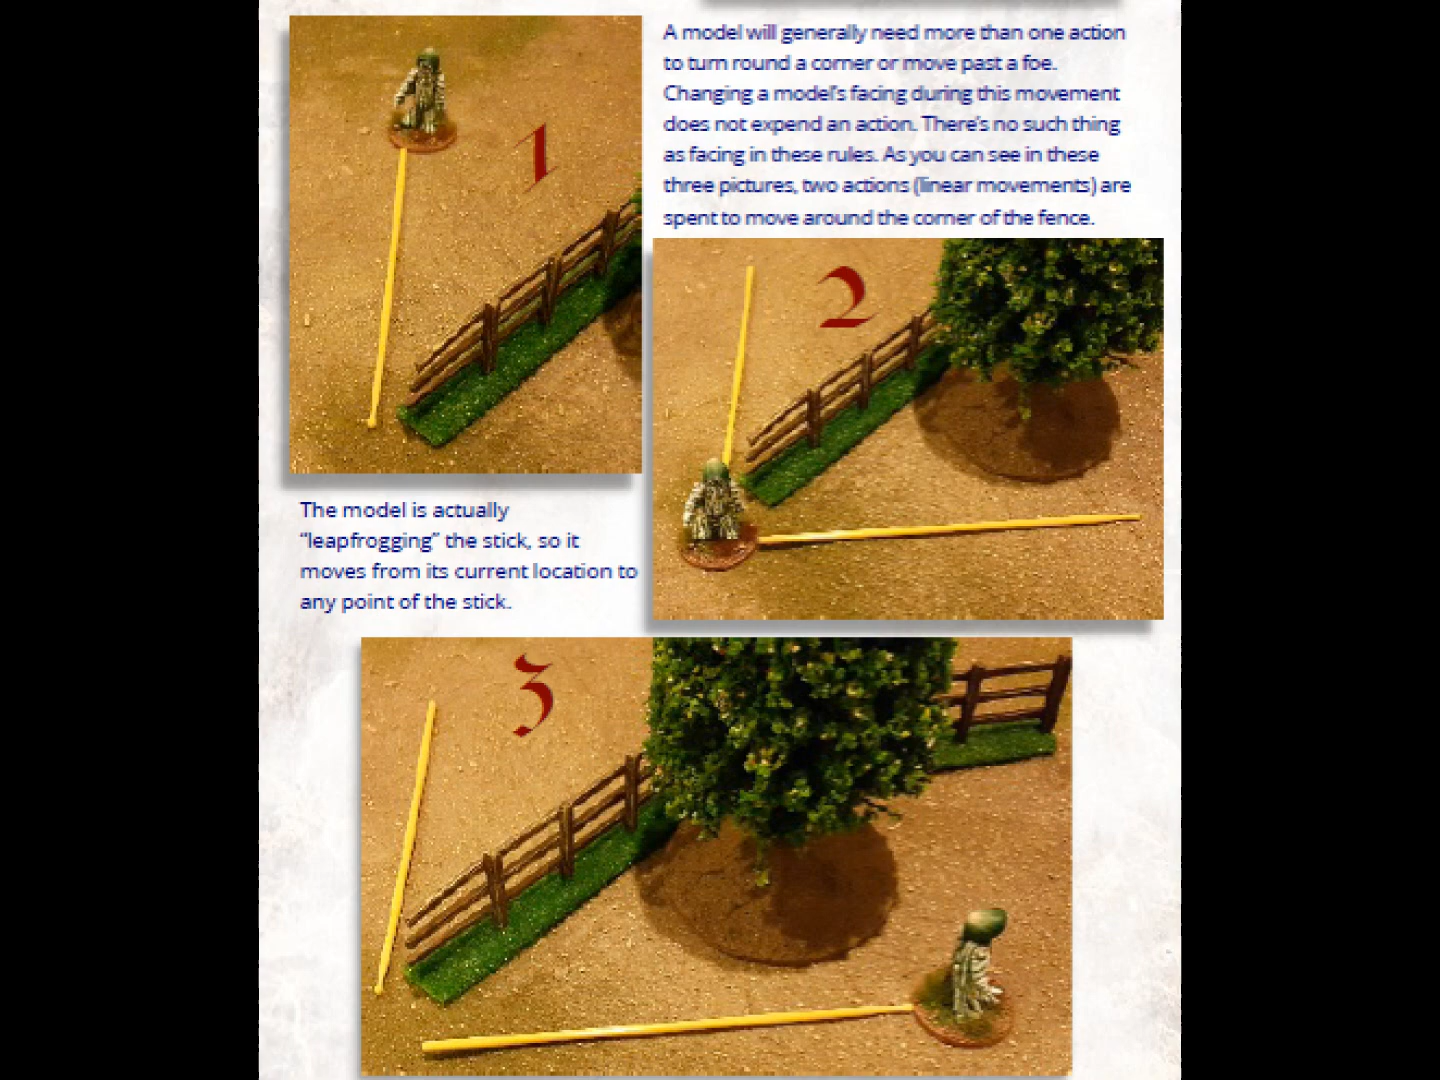 A model will generally need more than one action
to turn round a corner or move past a foe.
Changing a model's facing during this movement
does not expend an action. There's no such thing
as facing in these rules. As you can see in these
three pictures, two actions (linear movements) are
spent to move around the corner of the fence.
1
2
The model is actually
“leapfrogging” the stick, so it
moves from its current location to
any point of the stick.
3